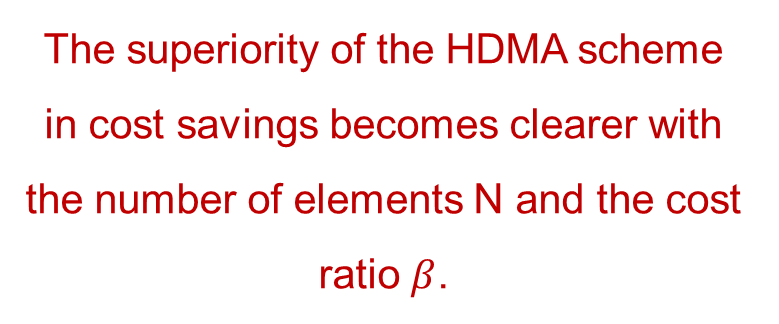 The superiority of the HDMA scheme
in cost savings becomes clearer with
the number of elements N and the cost
ratio β.